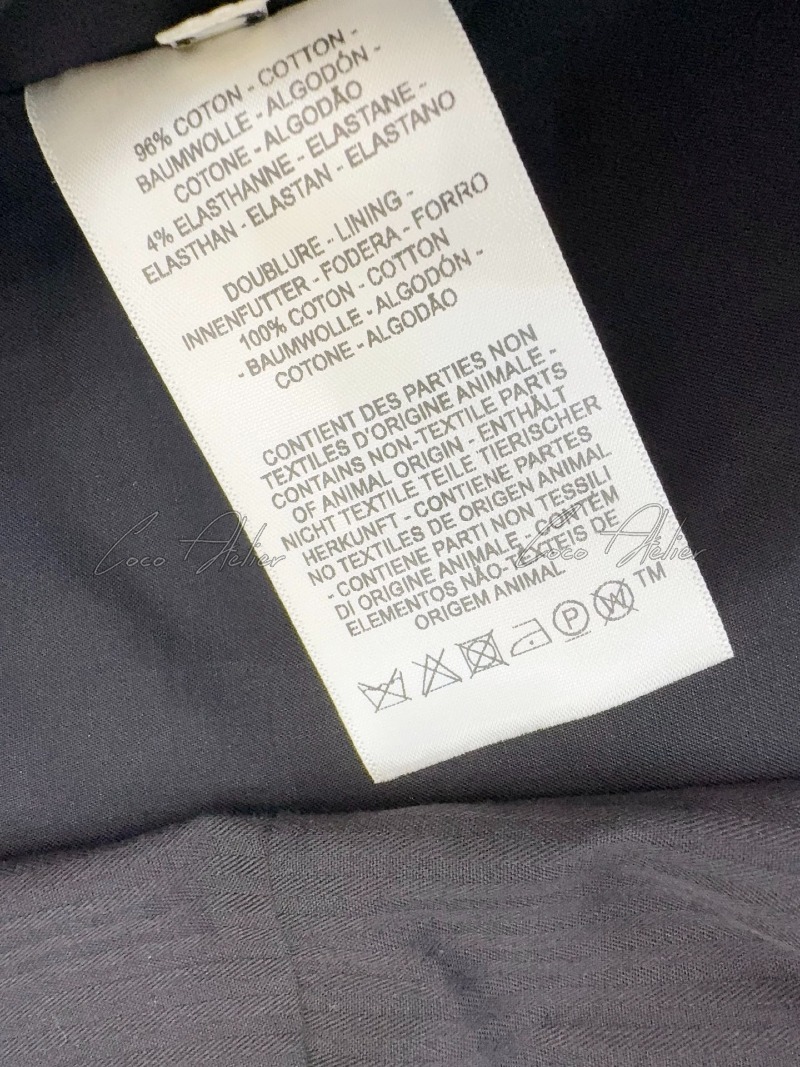 96% COTON - COTTON -
BAUMWOLLE - ALGODÓN -
COTONE - ALGODÃO
4% ELASTHANNE - ELASTANE -
ELASTHAN - ELASTAN - ELASTANO
DOUBLURE - LINING -
INNENFUTTER - FODERA - FORRO
100% COTON - COTTON
- BAUMWOLLE - ALGODÓN -
COTONE - ALGODÃO
CONTIENT DES PARTIES NON
TEXTILES D'ORIGINE ANIMALE -
CONTAINS NON-TEXTILE PARTS
OF ANIMAL ORIGIN - ENTHÄLT
NICHT TEXTILE TEILE TIERISCHER
HERKUNFT - CONTIENE PARTES
NO TEXTILES DE ORIGEN ANIMAL
- CONTIENE PARTI NON TESSILI
DI ORIGINE ANIMALE - CONTÉM
ELEMENTOS NÃO-TÊXTEIS DE
ORIGEM ANIMAL
P W TM
Coco Atelier
Coco Atelier